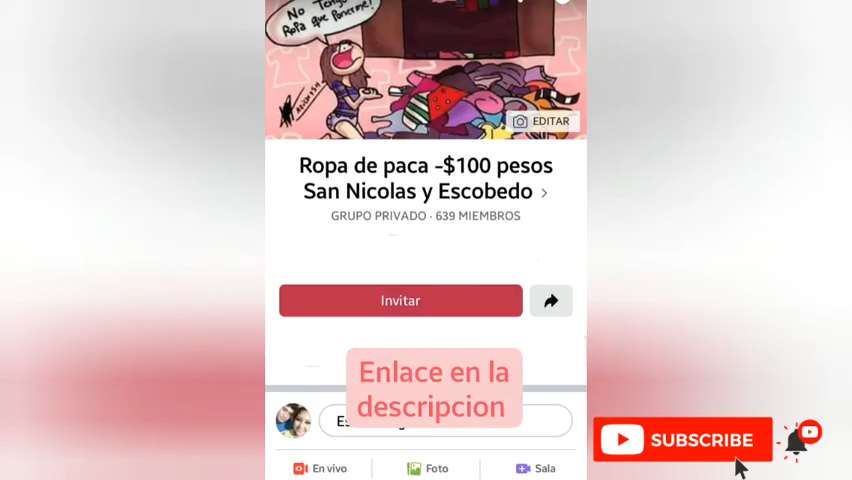 No Tengo
Ropa que ponerme!
EDITAR
Ropa de paca -$100 pesos
San Nicolas y Escobedo
GRUPO PRIVADO · 639 MIEMBROS
Invitar
Enlace en la
descripcion
En vivo
Foto
Sala
SUBSCRIBE